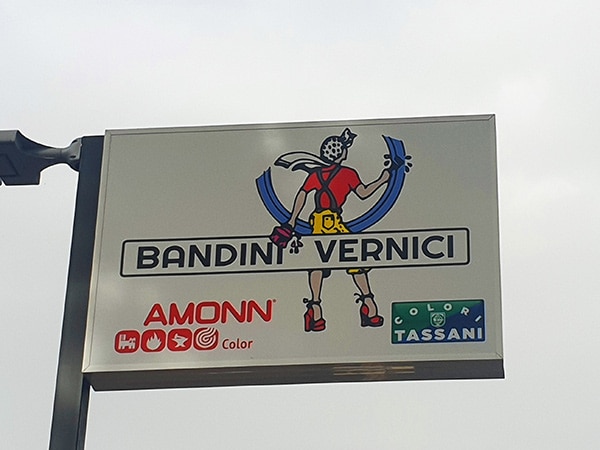 BANDINI VERNICI
AMONN®
Color
COLORI
TASSANI